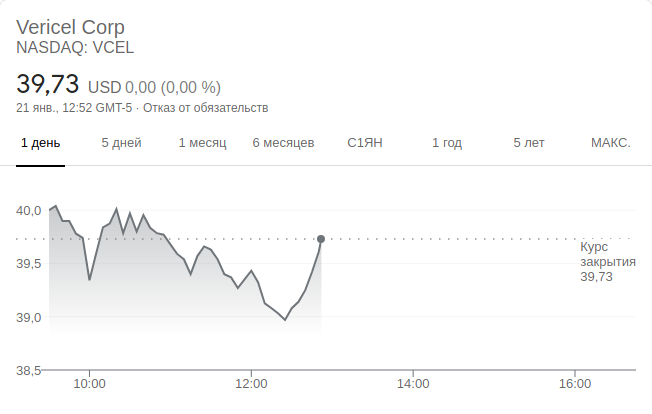 Vericel Corp
NASDAQ: VCEL
39,73 USD 0,00 (0,00 %)
21 янв., 12:52 GMT-5 · Отказ от обязательств
1 день 5 дней 1 месяц 6 месяцев С1ЯН 1 год 5 лет МАКС.
40,0
39,5
39,0
38,5
Курс
закрытия
39,73
10:00 12:00 14:00 16:00